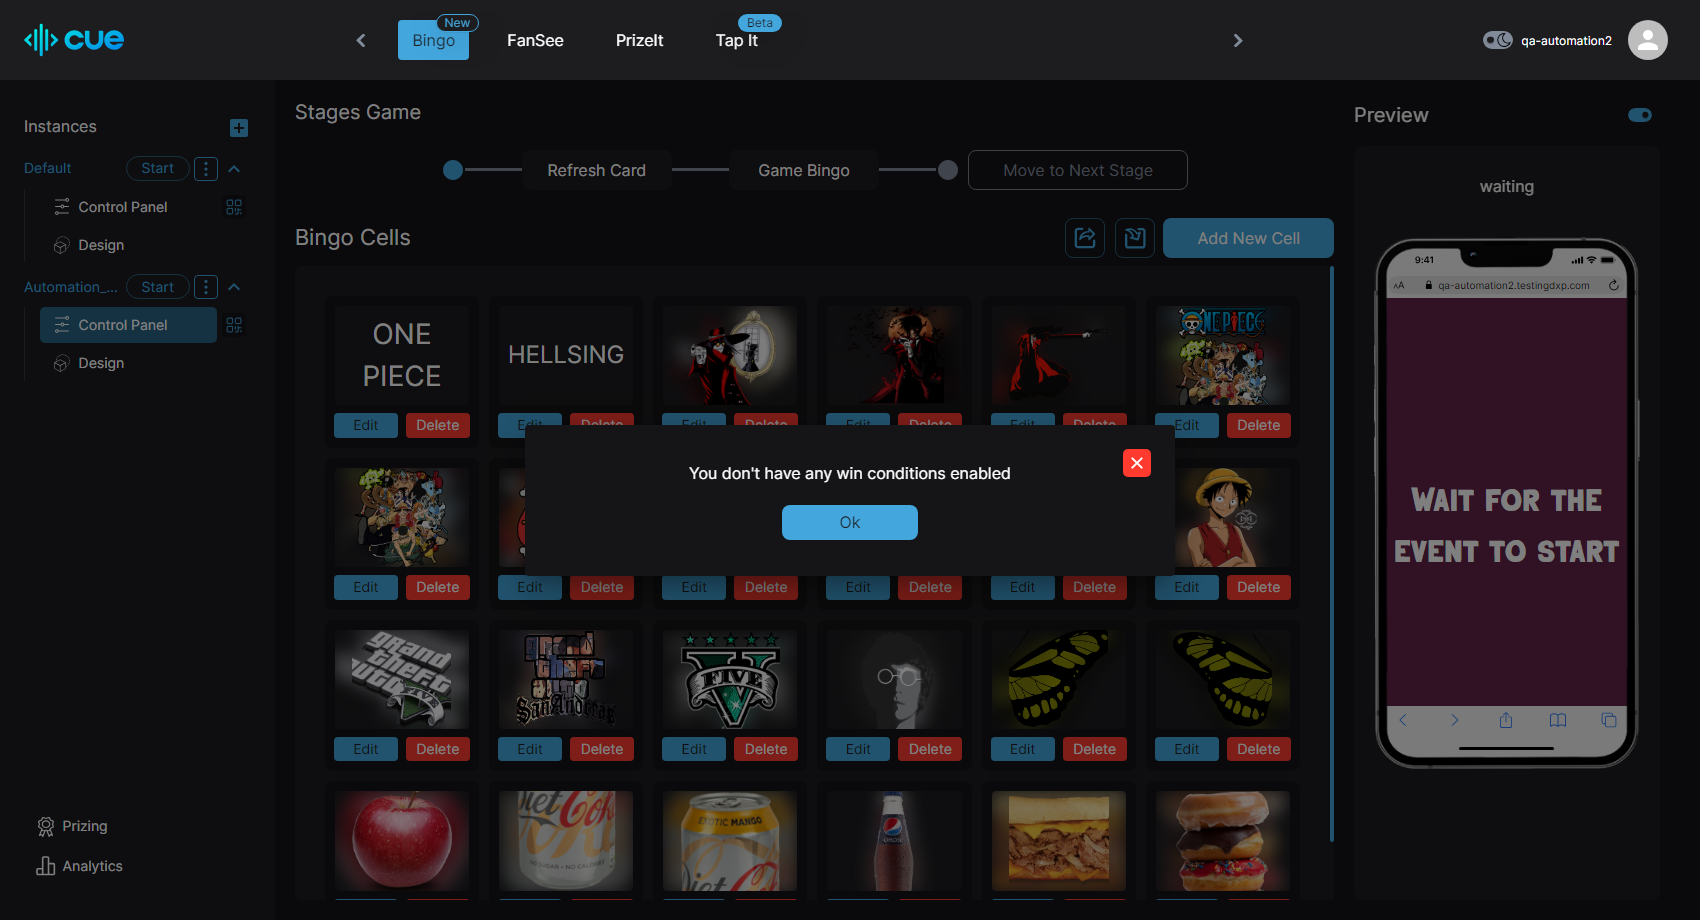 cue
Bingo
New
FanSee
PrizeIt
Tap It
Beta
qa-automation2
Instances
Default
Start
Control Panel
Design
Automation_...
Start
Control Panel
Design
Prizing
Analytics
Stages Game
Refresh Card
Game Bingo
Move to Next Stage
Bingo Cells
Add New Cell
ONE
PIECE
HELLSING
ONE PIECE
Edit Delete Edit Delete Edit Delete Edit Delete Edit Delete Edit Delete
You don't have any win conditions enabled
Ok
Edit Delete Edit Delete Edit Delete Edit Delete Edit Delete Edit Delete
grand
theft
auto
FIVE
grand
theft
auto
San Andreas
V
FIVE
Edit Delete Edit Delete Edit Delete Edit Delete Edit Delete Edit Delete
Diet Coke
NO SUGAR • NO CALORIES
EXOTIC MANGO
Diet Coke
pepsi
Preview
waiting
9:41
AA
qa-automation2.testingdxp.com
WAIT FOR THE
EVENT TO START